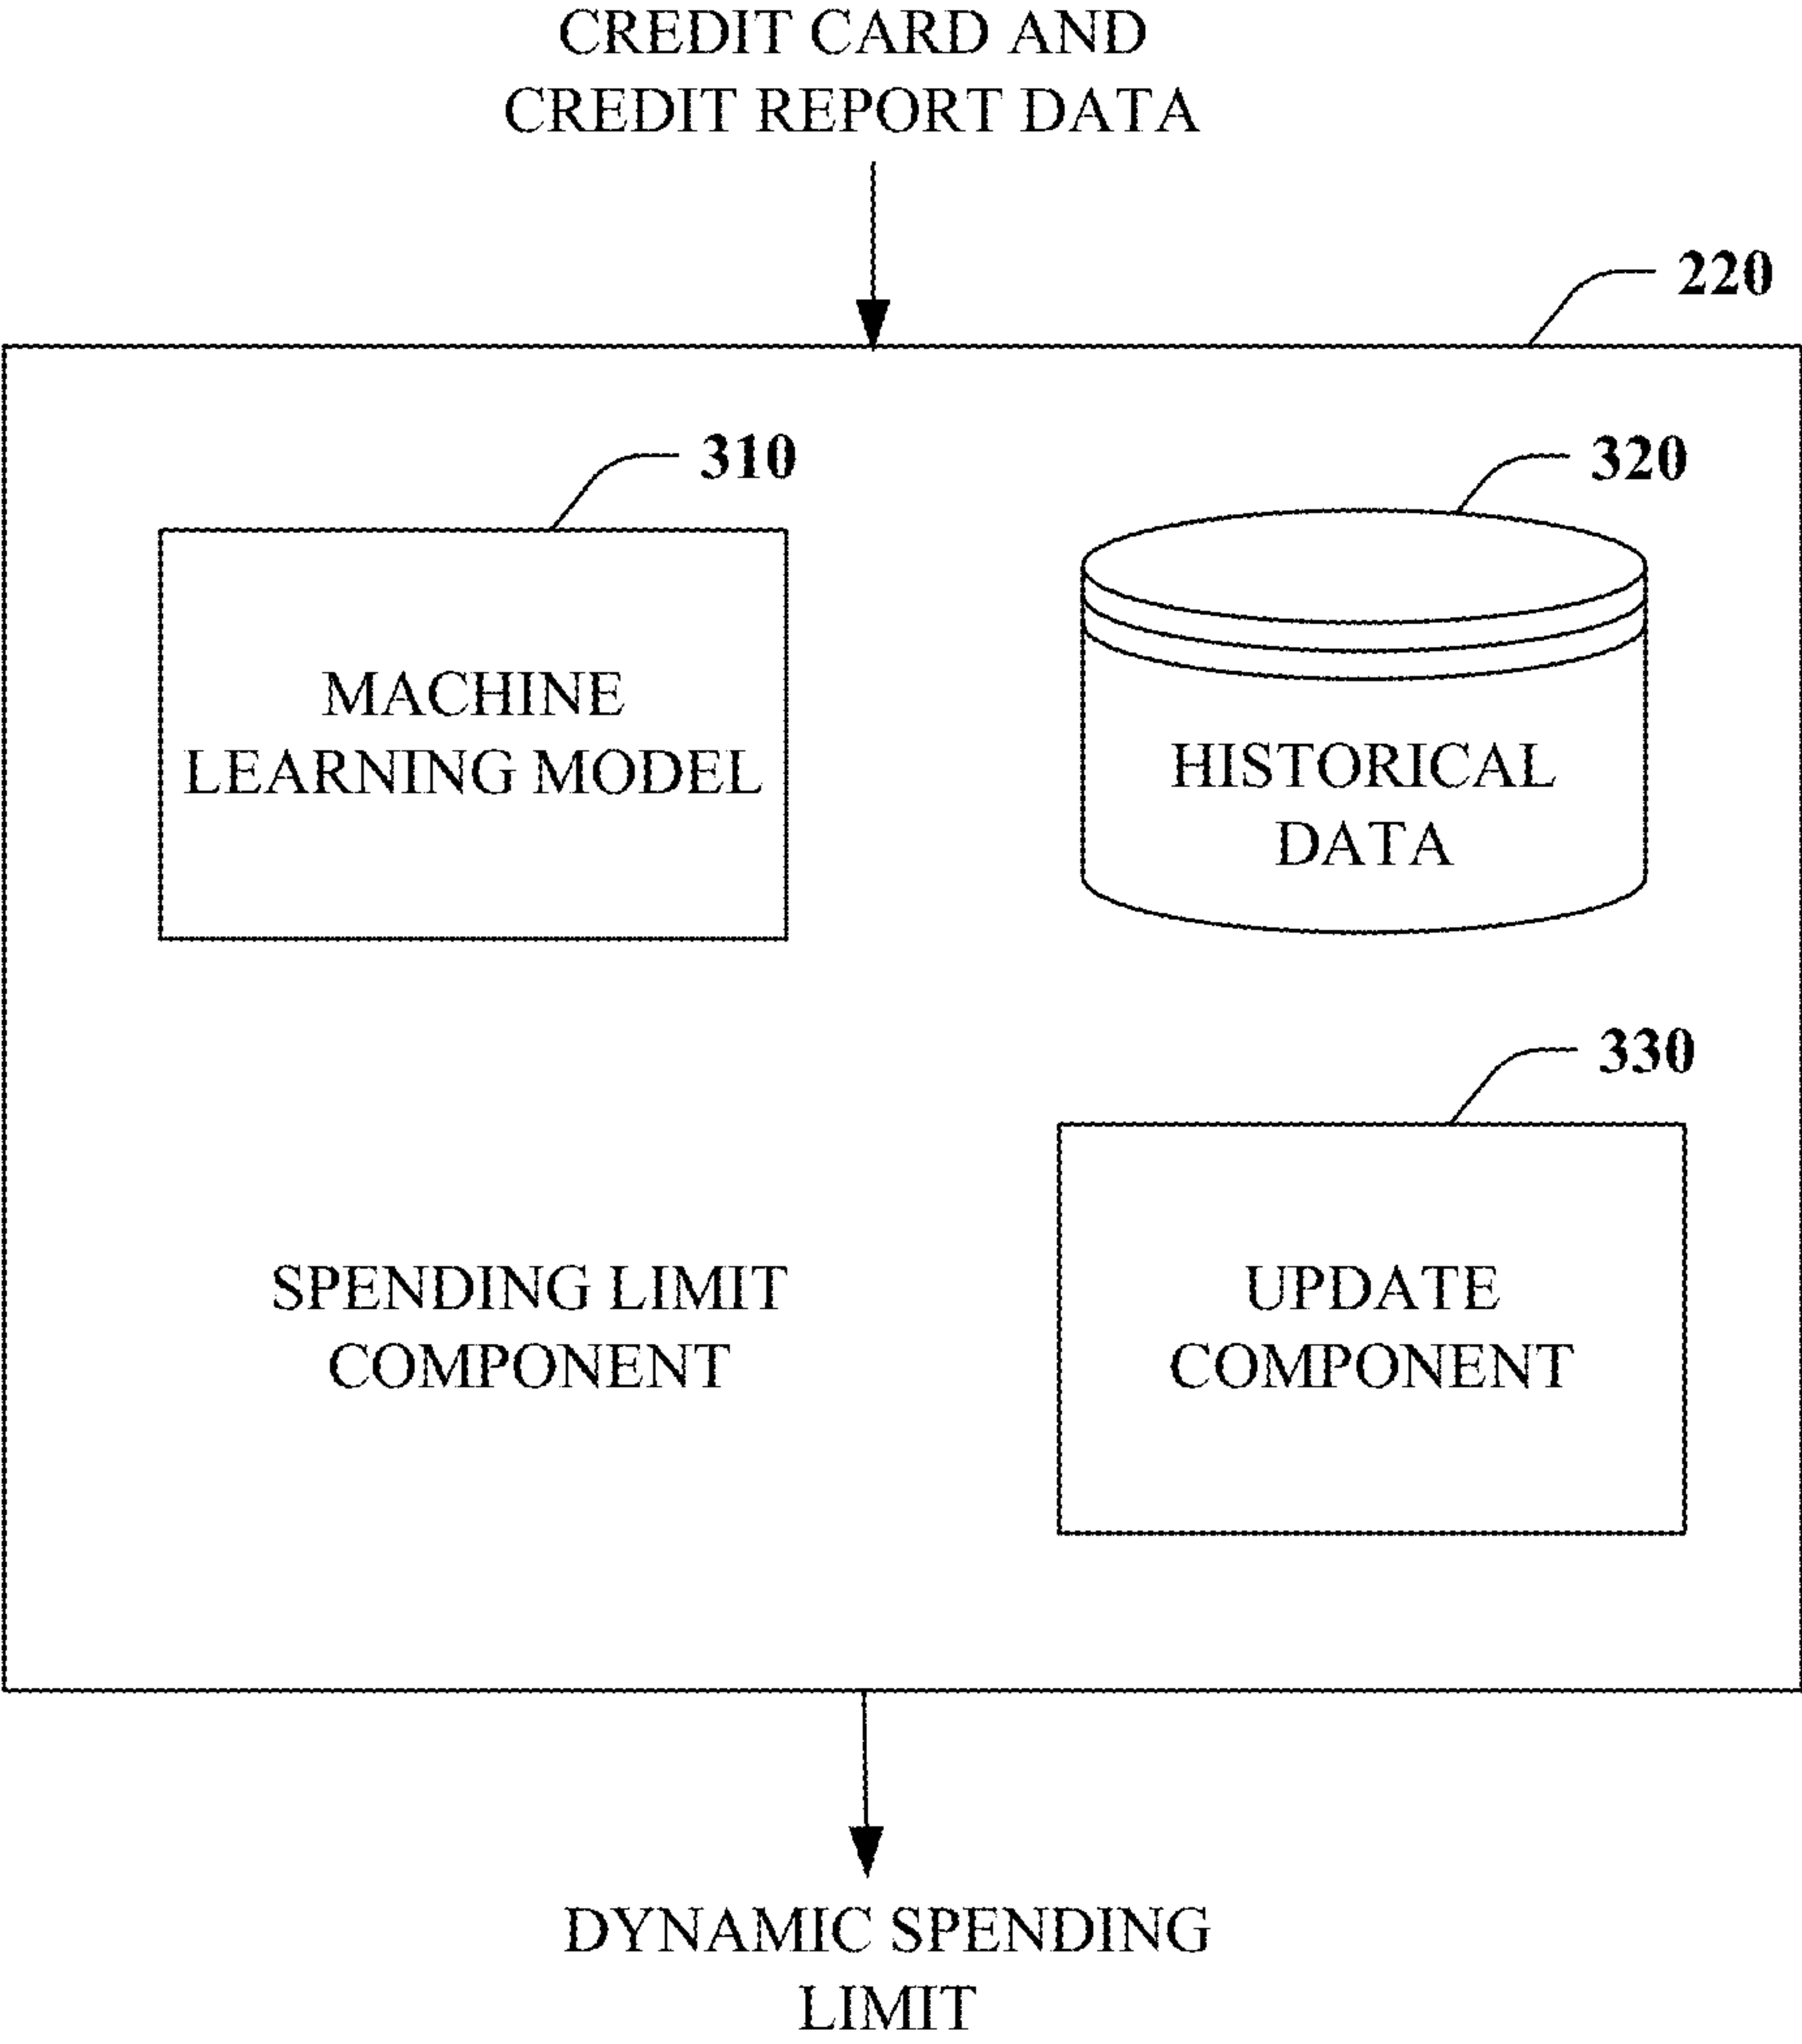 CREDIT CARD AND
CREDIT REPORT DATA
220
310
320
MACHINE
LEARNING MODEL
HISTORICAL
DATA
330
SPENDING LIMIT
COMPONENT
UPDATE
COMPONENT
DYNAMIC SPENDING
LIMIT